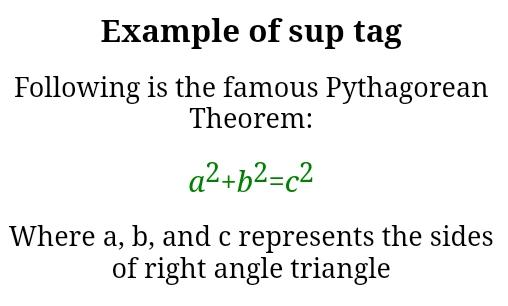 Example of sup tag
Following is the famous Pythagorean
Theorem:
a²+b²=c²
Where a, b, and c represents the sides
of right angle triangle